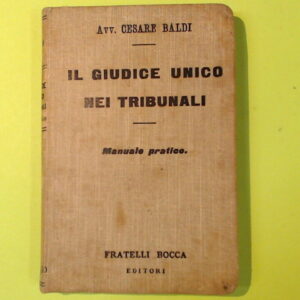 Avv. CESARE BALDI
IL GIUDICE UNICO
NEI TRIBUNALI
Manuale pratico.
FRATELLI BOCCA
EDITORI